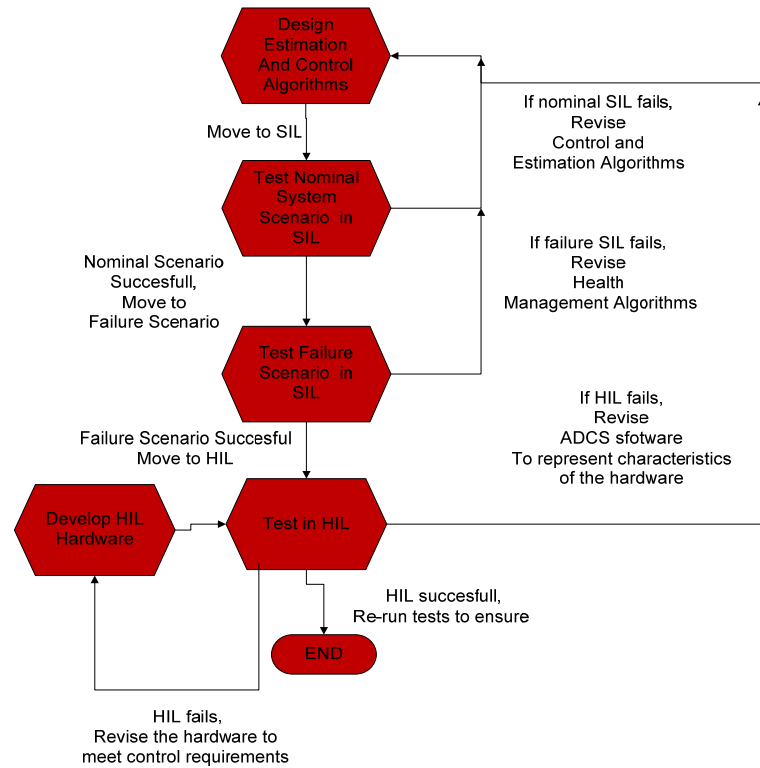 Design
Estimation
And Control
Algorithms
Move to SIL
If nominal SIL fails,
Revise
Control and
Estimation Algorithms
Test Nominal
System
Scenario in
SIL
Nominal Scenario
Succesfull,
Move to
Failure Scenario
If failure SIL fails,
Revise
Health
Management Algorithms
Test Failure
Scenario in
SIL
If HIL fails,
Revise
ADCS sfotware
To represent characteristics
of the hardware
Failure Scenario Succesful
Move to HIL
Develop HIL
Hardware
Test in HIL
HIL succesfull,
Re-run tests to ensure
END
HIL fails,
Revise the hardware to
meet control requirements